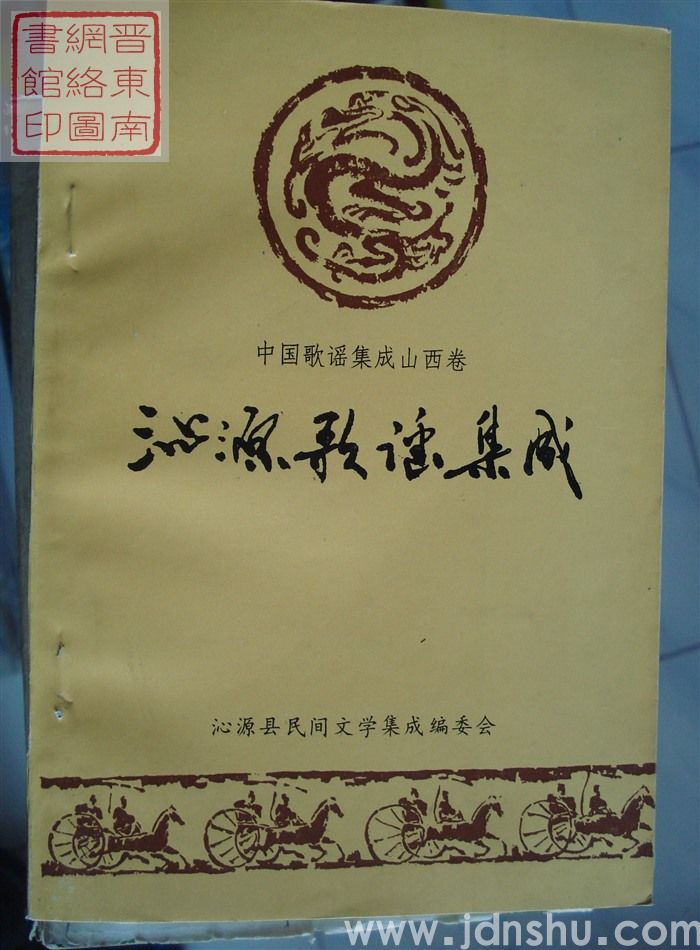 晋東南
網絡圖
書館印
中国歌谣集成山西卷
沁源歌谣集成
沁源县民间文学集成编委会
www.jdnshu.com